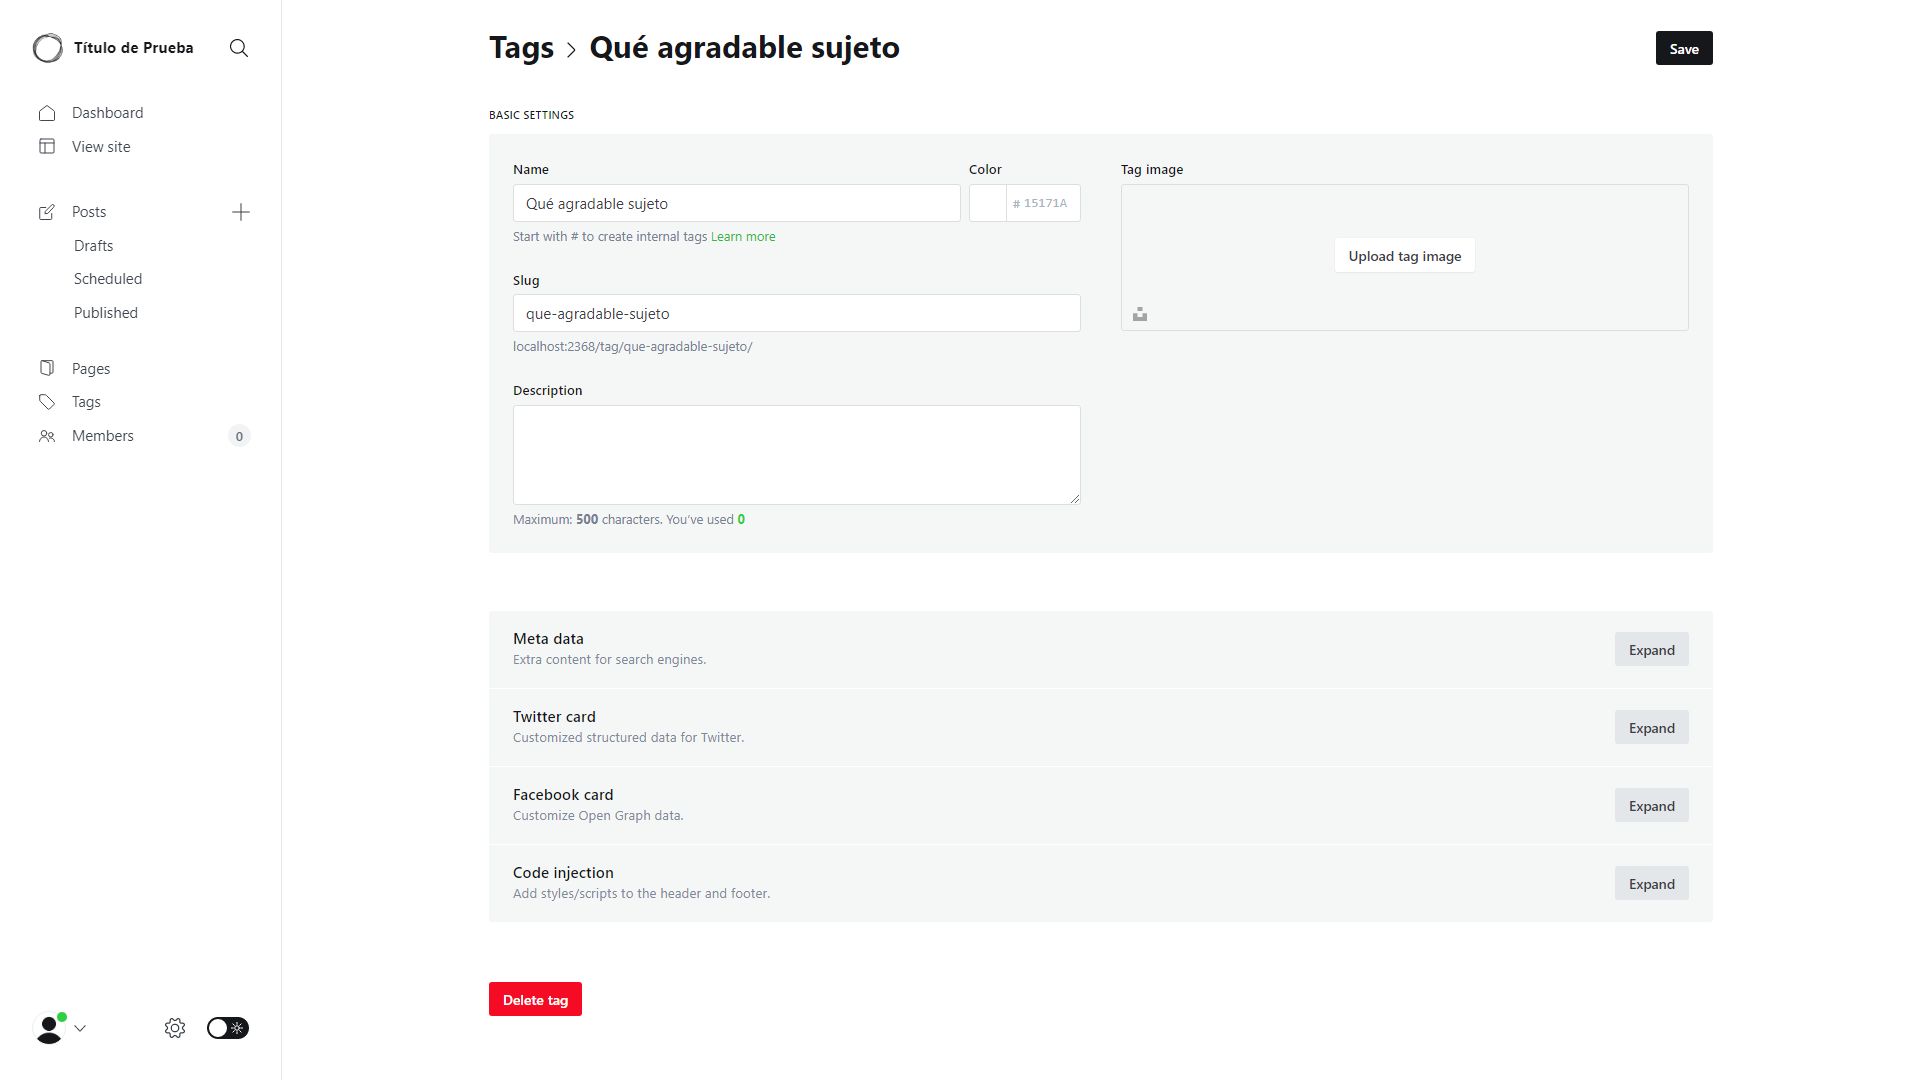 Título de Prueba
Dashboard
View site
Posts
Drafts
Scheduled
Published
Pages
Tags
Members
0
Tags > Qué agradable sujeto
Save
BASIC SETTINGS
Name
Qué agradable sujeto
Start with # to create internal tags Learn more
Color
# 15171A
Slug
que-agradable-sujeto
localhost:2368/tag/que-agradable-sujeto/
Description
Maximum: 500 characters. You’ve used 0
Tag image
Upload tag image
Meta data
Extra content for search engines.
Expand
Twitter card
Customized structured data for Twitter.
Expand
Facebook card
Customize Open Graph data.
Expand
Code injection
Add styles/scripts to the header and footer.
Expand
Delete tag